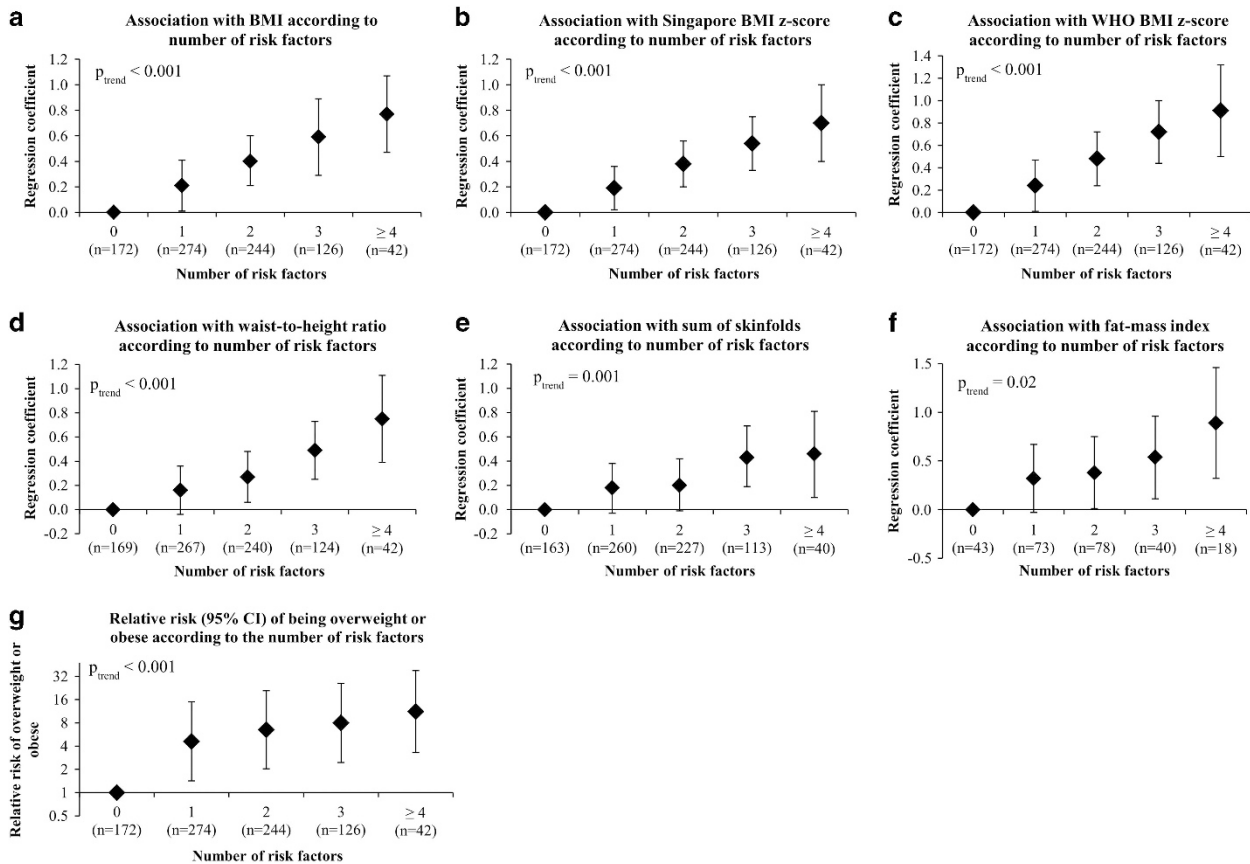 a
Association with BMI according to
number of risk factors
p_trend < 0.001
Regression coefficient
1.2
1.0
0.8
0.6
0.4
0.2
0.0
0 1 2 3 ≥ 4
(n=172) (n=274) (n=244) (n=126) (n=42)
Number of risk factors
b
Association with Singapore BMI z-score
according to number of risk factors
p_trend < 0.001
Regression coefficient
1.2
1.0
0.8
0.6
0.4
0.2
0.0
0 1 2 3 ≥ 4
(n=172) (n=274) (n=244) (n=126) (n=42)
Number of risk factors
c
Association with WHO BMI z-score
according to number of risk factors
p_trend < 0.001
Regression coefficient
1.4
1.2
1.0
0.8
0.6
0.4
0.2
0.0
0 1 2 3 ≥ 4
(n=172) (n=274) (n=244) (n=126) (n=42)
Number of risk factors
d
Association with waist-to-height ratio
according to number of risk factors
p_trend < 0.001
Regression coefficient
1.2
1.0
0.8
0.6
0.4
0.2
0.0
-0.2
0 1 2 3 ≥ 4
(n=169) (n=267) (n=240) (n=124) (n=42)
Number of risk factors
e
Association with sum of skinfolds
according to number of risk factors
p_trend = 0.001
Regression coefficient
1.2
1.0
0.8
0.6
0.4
0.2
0.0
-0.2
0 1 2 3 ≥ 4
(n=163) (n=260) (n=227) (n=113) (n=40)
Number of risk factors
f
Association with fat-mass index
according to number of risk factors
p_trend = 0.02
Regression coefficient
1.5
1.0
0.5
0.0
-0.5
0 1 2 3 ≥ 4
(n=43) (n=73) (n=78) (n=40) (n=18)
Number of risk factors
g
Relative risk (95% CI) of being overweight or
obese according to the number of risk factors
p_trend < 0.001
Relative risk of overweight or
obese
32
16
8
4
2
1
0.5
0 1 2 3 ≥ 4
(n=172) (n=274) (n=244) (n=126) (n=42)
Number of risk factors